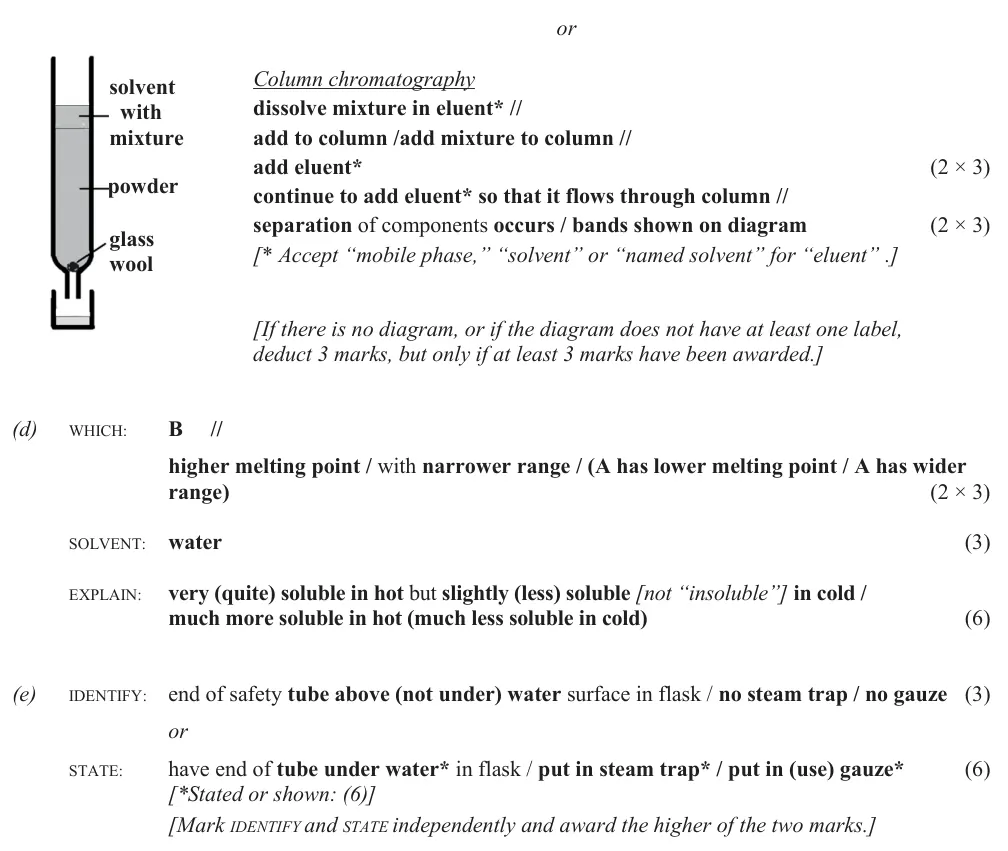 or
solvent
with
mixture
powder
glass
wool
Column chromatography
dissolve mixture in eluent* //
add to column /add mixture to column //
add eluent* (2 × 3)
continue to add eluent* so that it flows through column //
separation of components occurs / bands shown on diagram (2 × 3)
[* Accept “mobile phase,” “solvent” or “named solvent” for “eluent” .]
[If there is no diagram, or if the diagram does not have at least one label,
deduct 3 marks, but only if at least 3 marks have been awarded.]
(d) WHICH: B //
higher melting point / with narrower range / (A has lower melting point / A has wider
range) (2 × 3)
SOLVENT: water (3)
EXPLAIN: very (quite) soluble in hot but slightly (less) soluble [not “insoluble”] in cold /
much more soluble in hot (much less soluble in cold) (6)
(e) IDENTIFY: end of safety tube above (not under) water surface in flask / no steam trap / no gauze (3)
or
STATE: have end of tube under water* in flask / put in steam trap* / put in (use) gauze* (6)
[*Stated or shown: (6)]
[Mark IDENTIFY and STATE independently and award the higher of the two marks.]